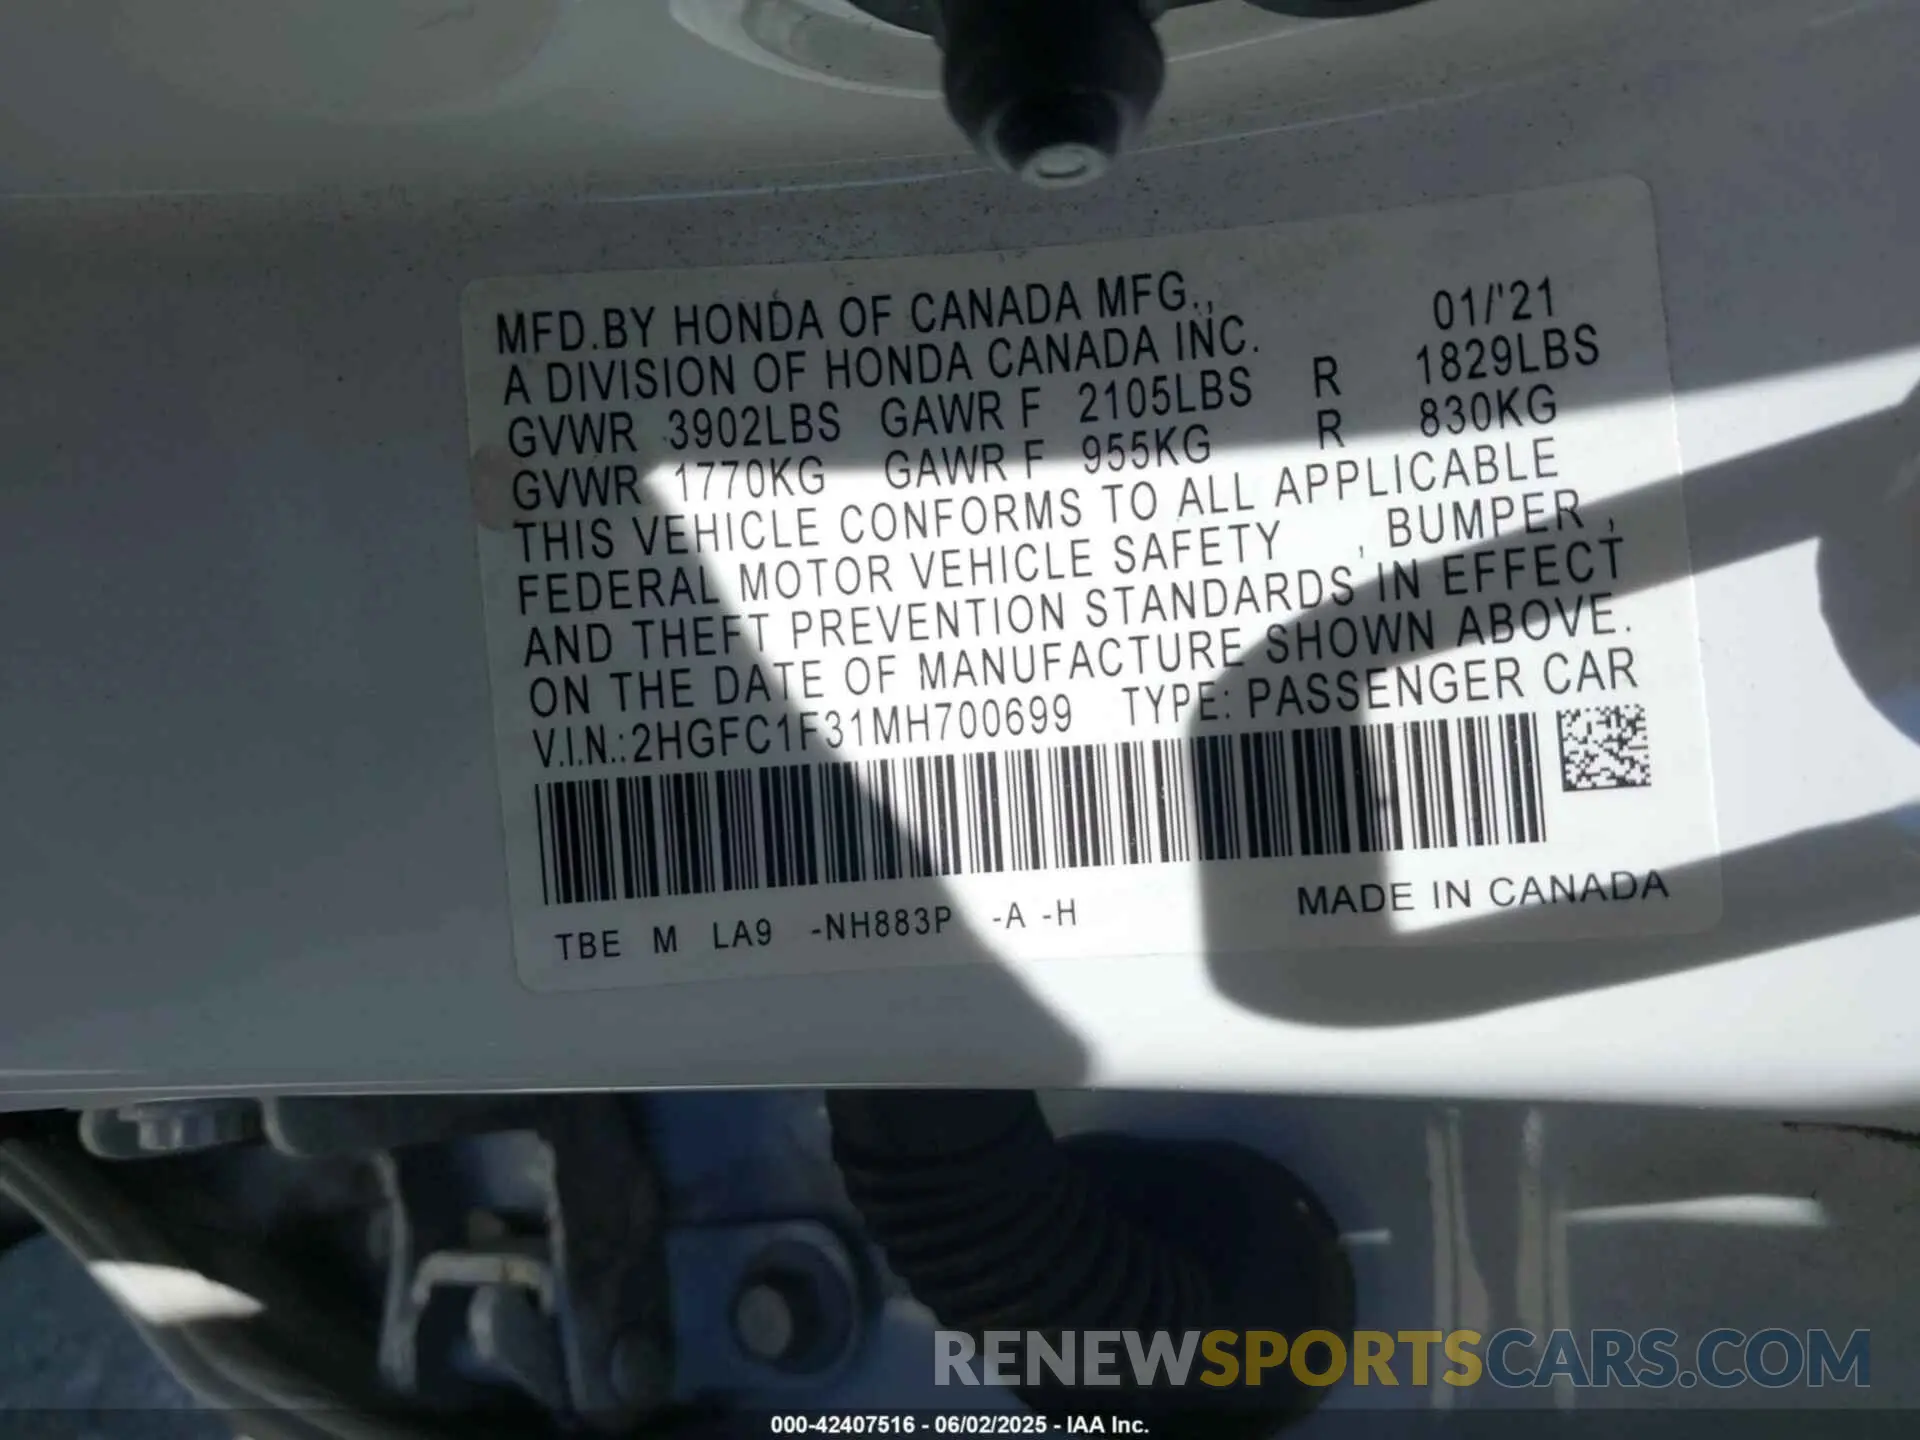 MFD.BY HONDA OF CANADA MFG., 01/'21
A DIVISION OF HONDA CANADA INC.
GVWR 3902LBS GAWR F 2105LBS R 1829LBS
GVWR 1770KG GAWR F 955KG R 830KG
THIS VEHICLE CONFORMS TO ALL APPLICABLE
FEDERAL MOTOR VEHICLE SAFETY , BUMPER ,
AND THEFT PREVENTION STANDARDS IN EFFECT
ON THE DATE OF MANUFACTURE SHOWN ABOVE.
V.I.N.:2HGFC1F31MH700699 TYPE: PASSENGER CAR
TBE M LA9 -NH883P -A -H MADE IN CANADA
RENEWSPORTSCARS.COM
000-42407516 - 06/02/2025 - IAA Inc.